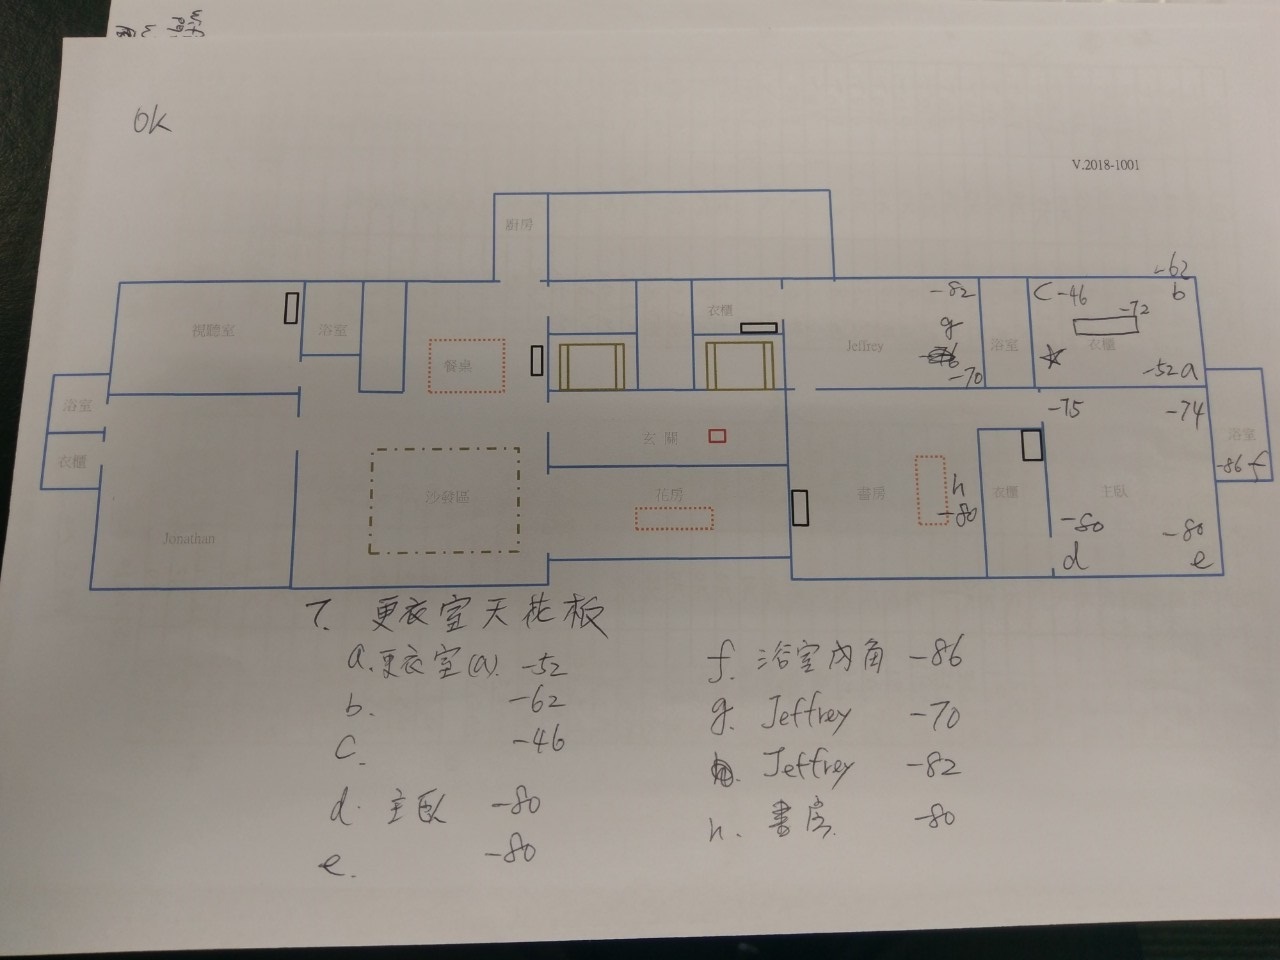 ok
V.2018-1001
廚房
-62
-82
C -46
b
衣櫃
-72
視聽室
浴室
g
Jeffrey
浴室
衣櫃
餐桌
-70
-52 a
浴室
-75
-74
玄關
浴室
衣櫃
-86 f
沙發區
花房
書房
h
衣櫃
主臥
-80
-80
-80
Jonathan
d
e
7. 更衣室天花板
a. 更衣室(a). -52
b. -62
C. -46
d. 主臥 -80
e. -80
f. 浴室內角 -86
g. Jeffrey -70
Jeffrey -82
h. 書房 -80